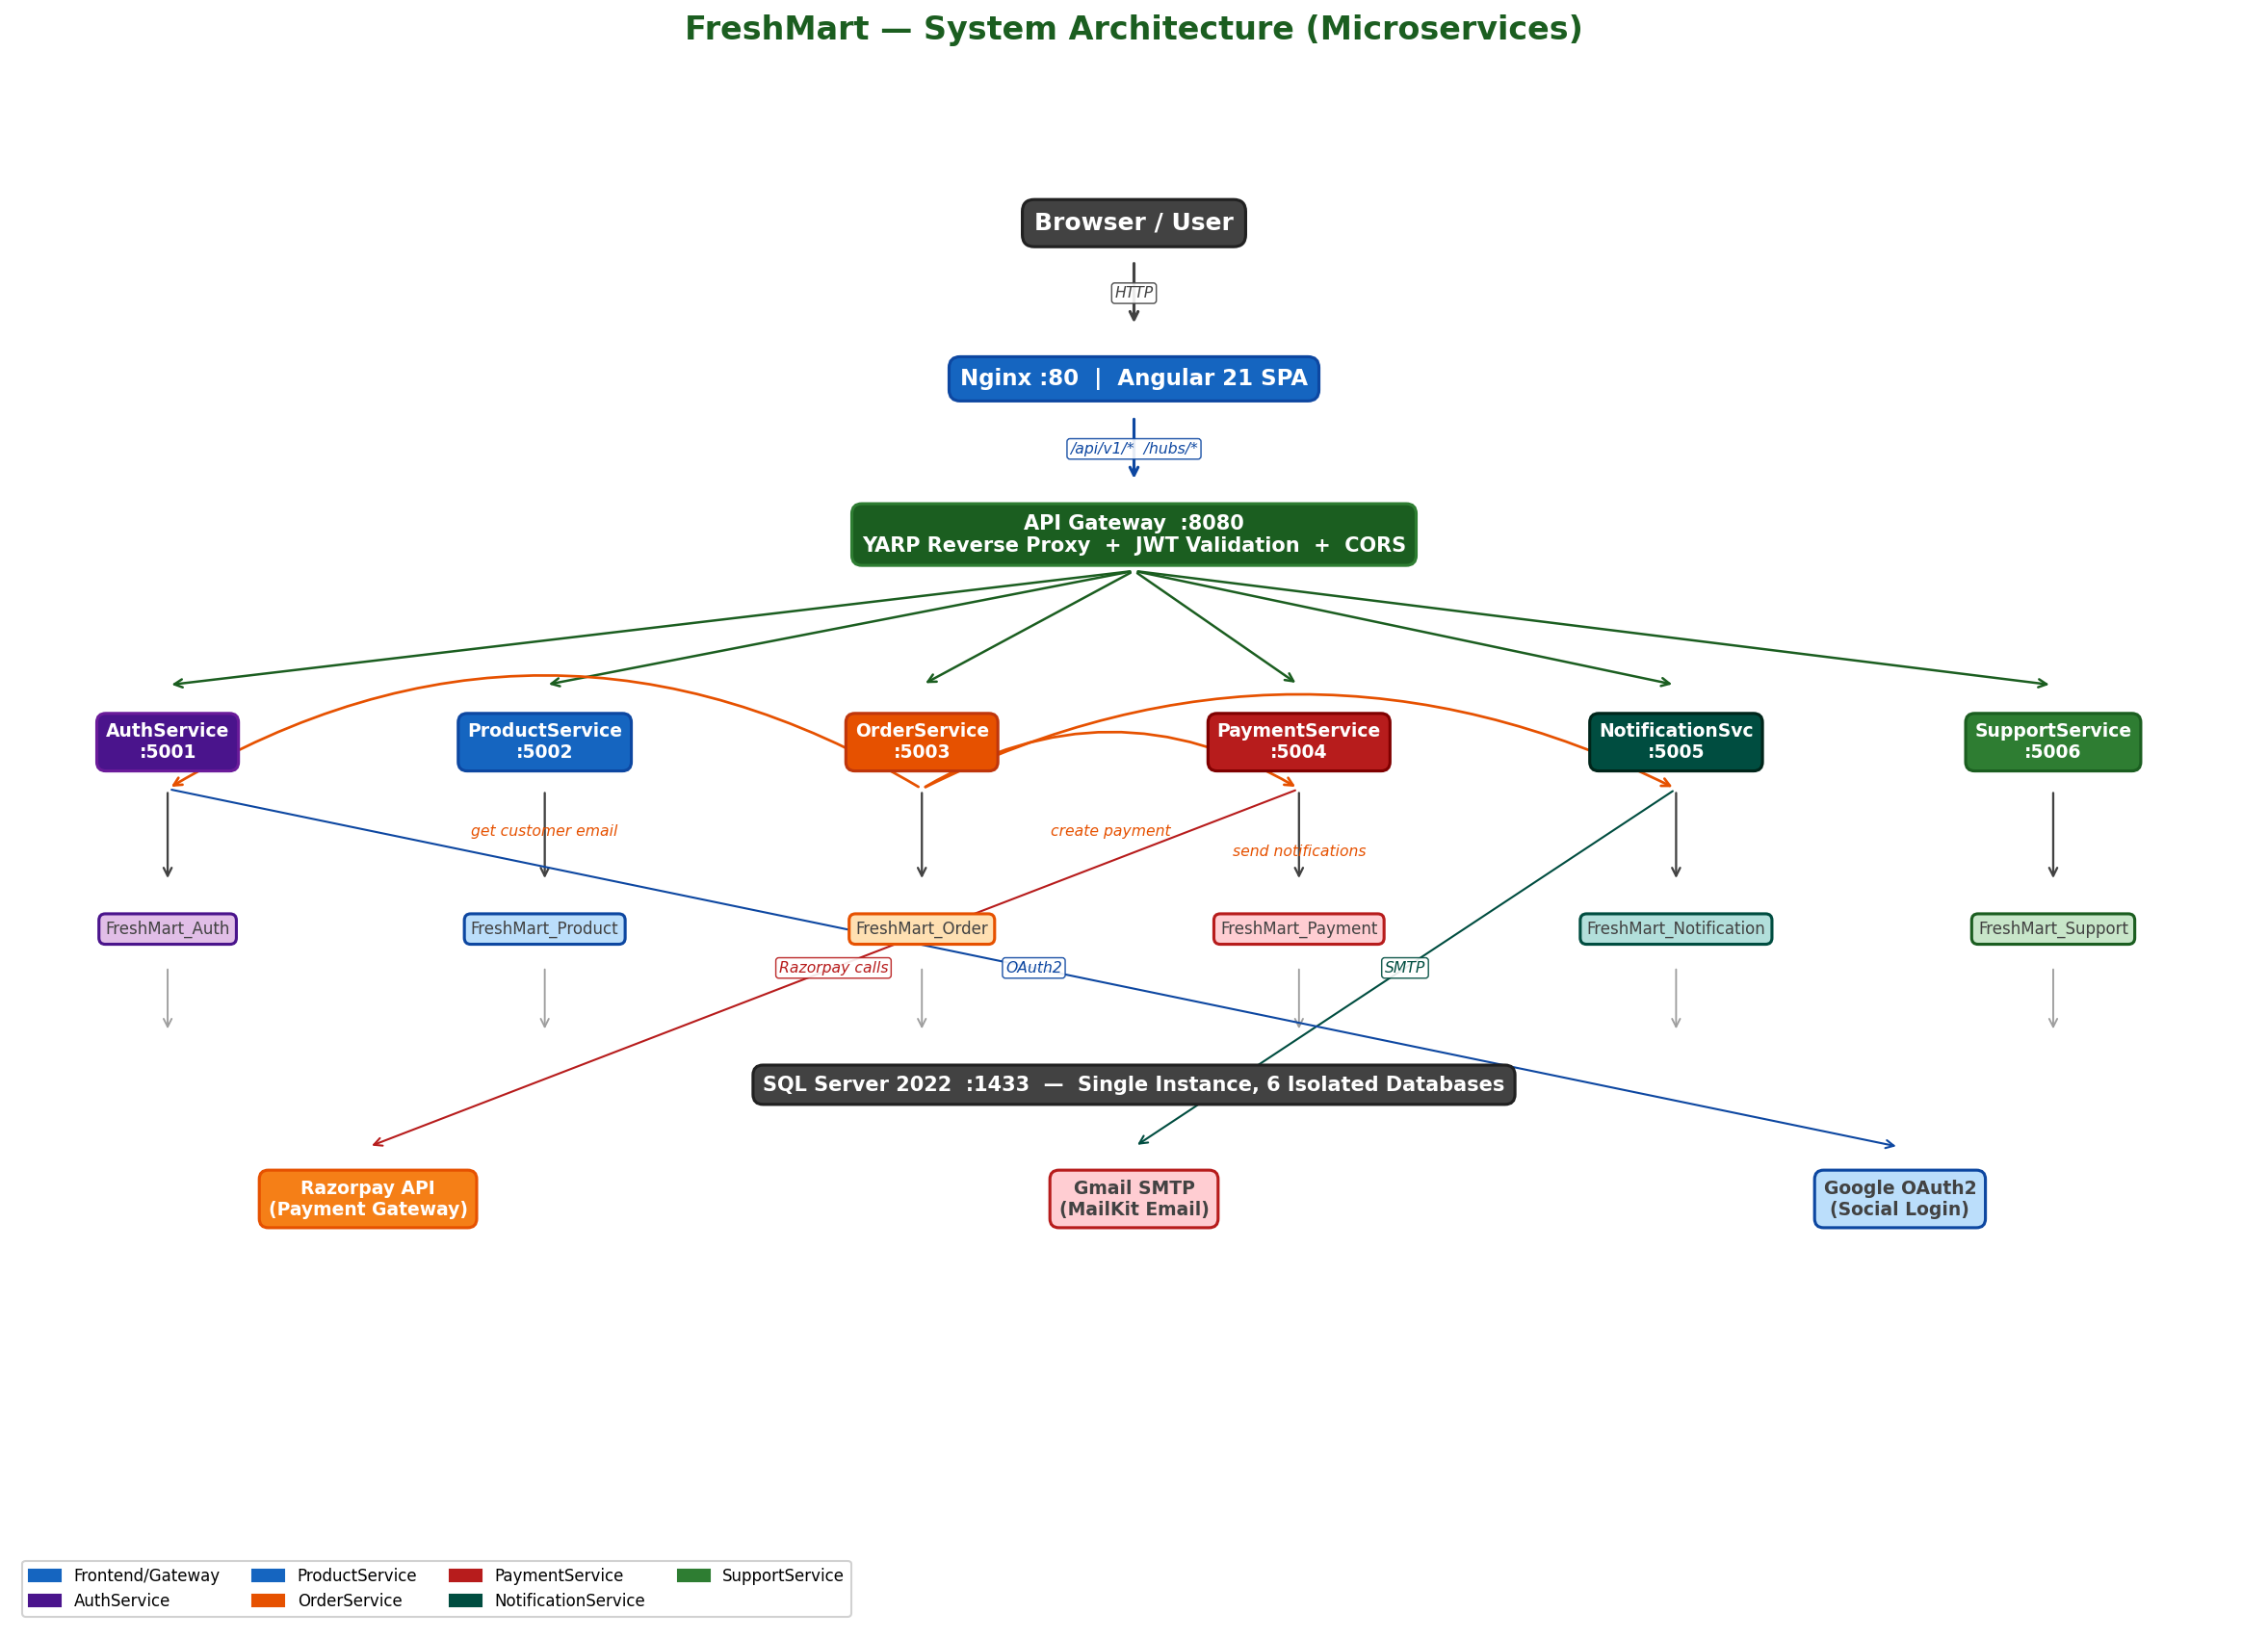 FreshMart — System Architecture (Microservices)
Browser / User
HTTP
Nginx :80 | Angular 21 SPA
/api/v1/* /hubs/*
API Gateway :8080
YARP Reverse Proxy + JWT Validation + CORS
AuthService
:5001
ProductService
:5002
OrderService
:5003
PaymentService
:5004
NotificationSvc
:5005
SupportService
:5006
get customer email
create payment
send notifications
FreshMart_Auth
FreshMart_Product
FreshMart_Order
FreshMart_Payment
FreshMart_Notification
FreshMart_Support
Razorpay calls
OAuth2
SMTP
SQL Server 2022 :1433 — Single Instance, 6 Isolated Databases
Razorpay API
(Payment Gateway)
Gmail SMTP
(MailKit Email)
Google OAuth2
(Social Login)
Frontend/Gateway
AuthService
ProductService
OrderService
PaymentService
NotificationService
SupportService